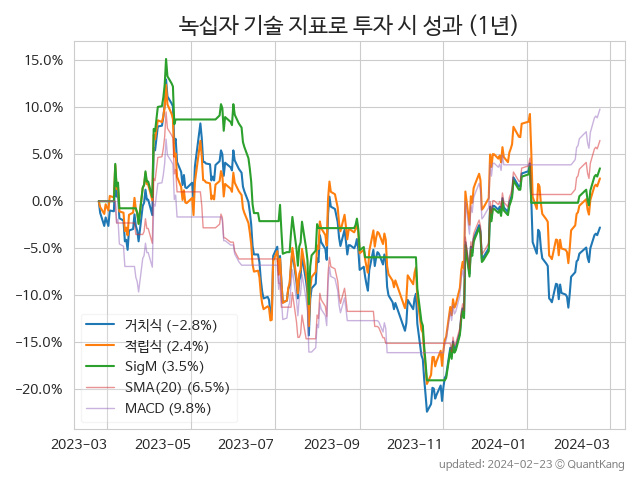 녹십자 기술 지표로 투자 시 성과 (1년)
15.0%
10.0%
5.0%
0.0%
−5.0%
−10.0%
−15.0%
−20.0%
거치식 (−2.8%)
적립식 (2.4%)
SigM (3.5%)
SMA(20) (6.5%)
MACD (9.8%)
2023−03 2023−05 2023−07 2023−09 2023−11 2024−01 2024−03
updated: 2024−02−23 ⓒ QuantKang